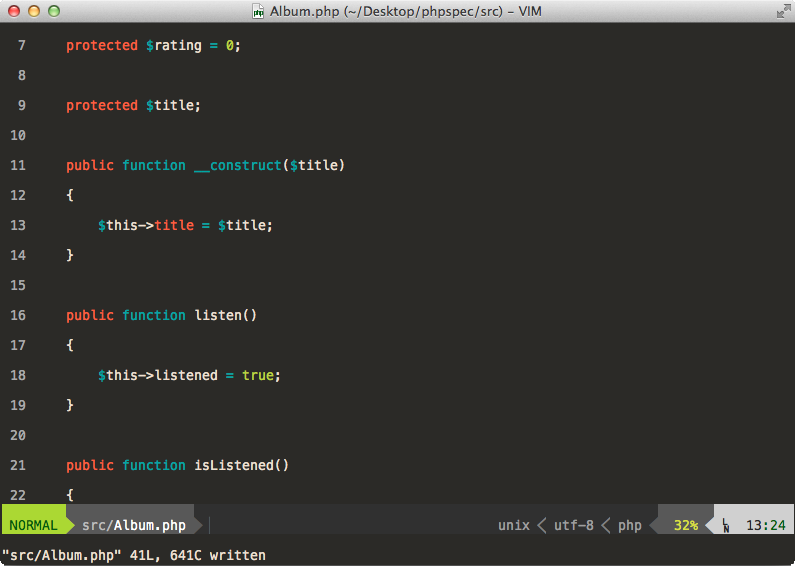 Album.php (~/Desktop/phpspec/src) – VIM
7 protected $rating = 0;
8
9 protected $title;
10
11 public function __construct($title)
12 {
13 $this->title = $title;
14 }
15
16 public function listen()
17 {
18 $this->listened = true;
19 }
20
21 public function isListened()
22 {
NORMAL src/Album.php unix utf-8 php 32% LN 13:24
"src/Album.php" 41L, 641C written